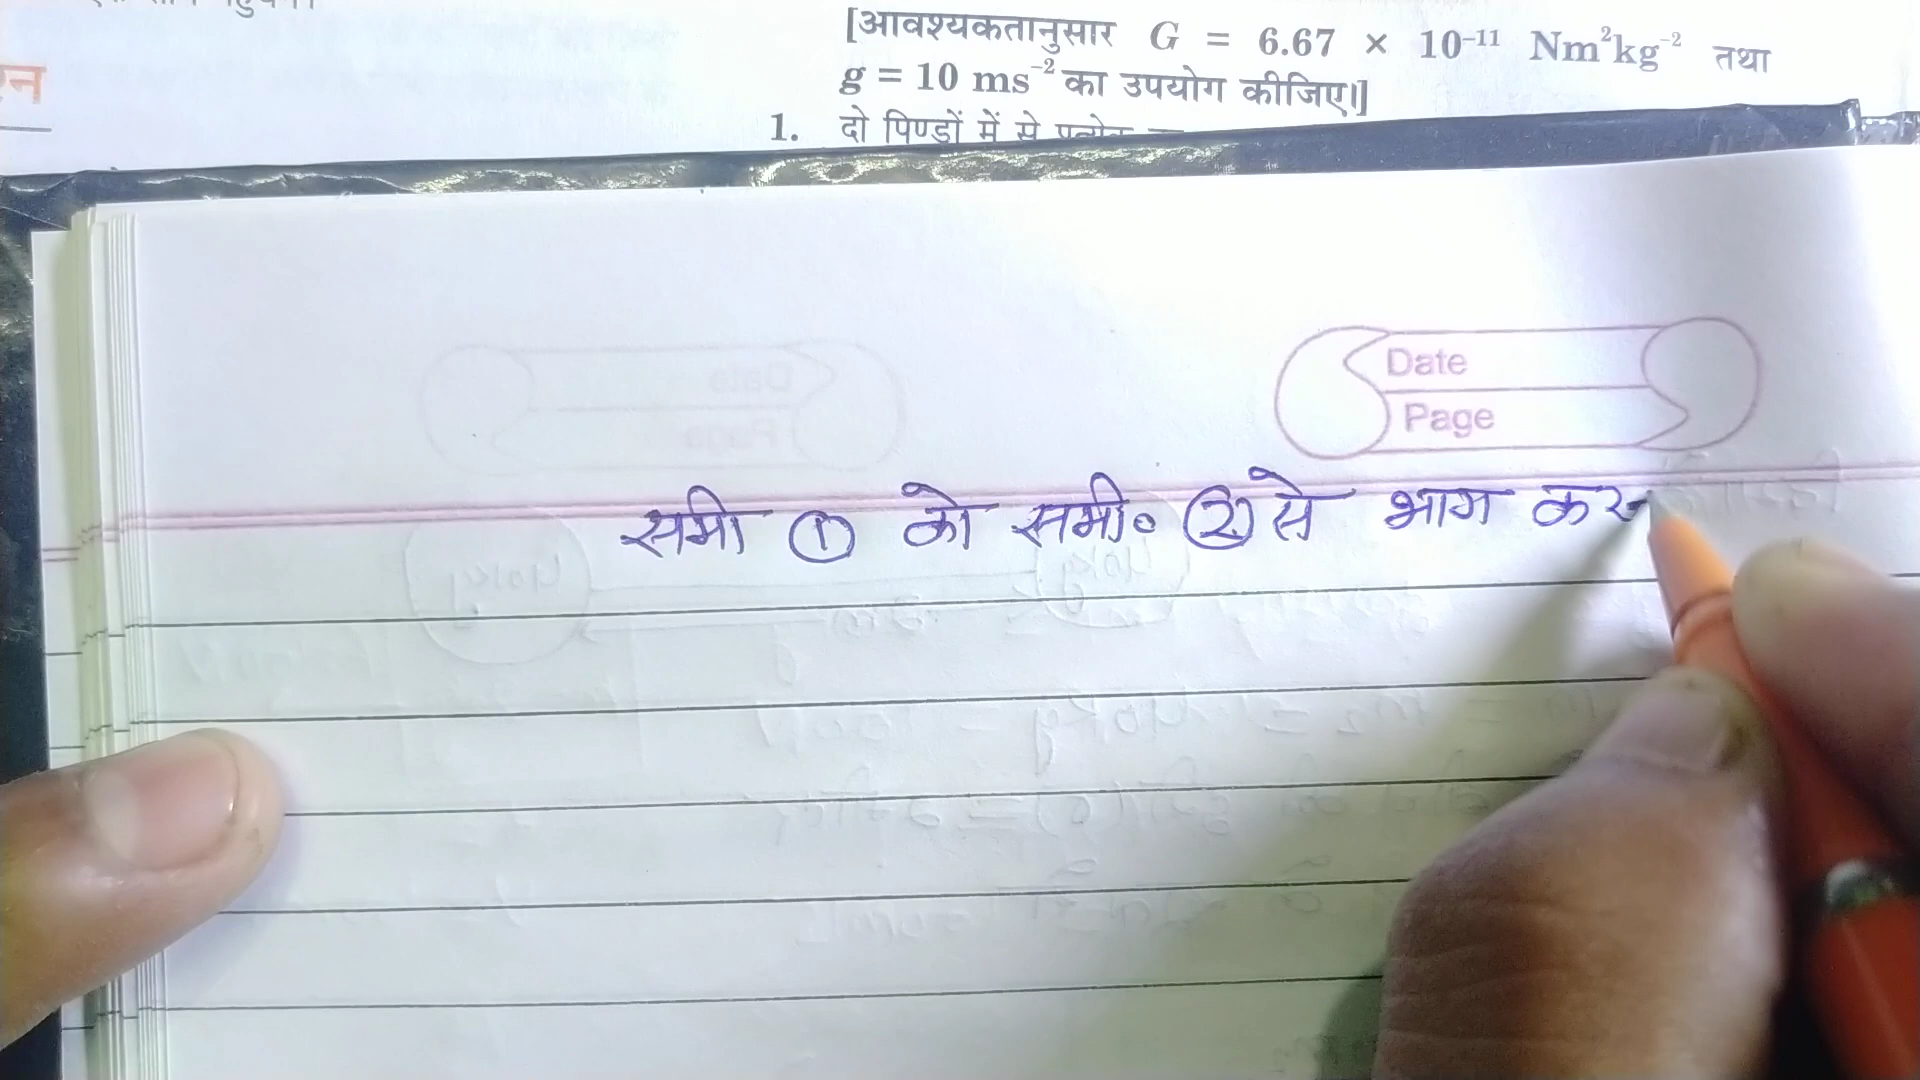 [आवश्यकतानुसार G = 6.67 × 10⁻¹¹ Nm²kg⁻² तथा
g = 10 ms⁻² का उपयोग कीजिए।]
1. दो पिण्डों में से
Date
Page
समी ① को समी० ② से भाग